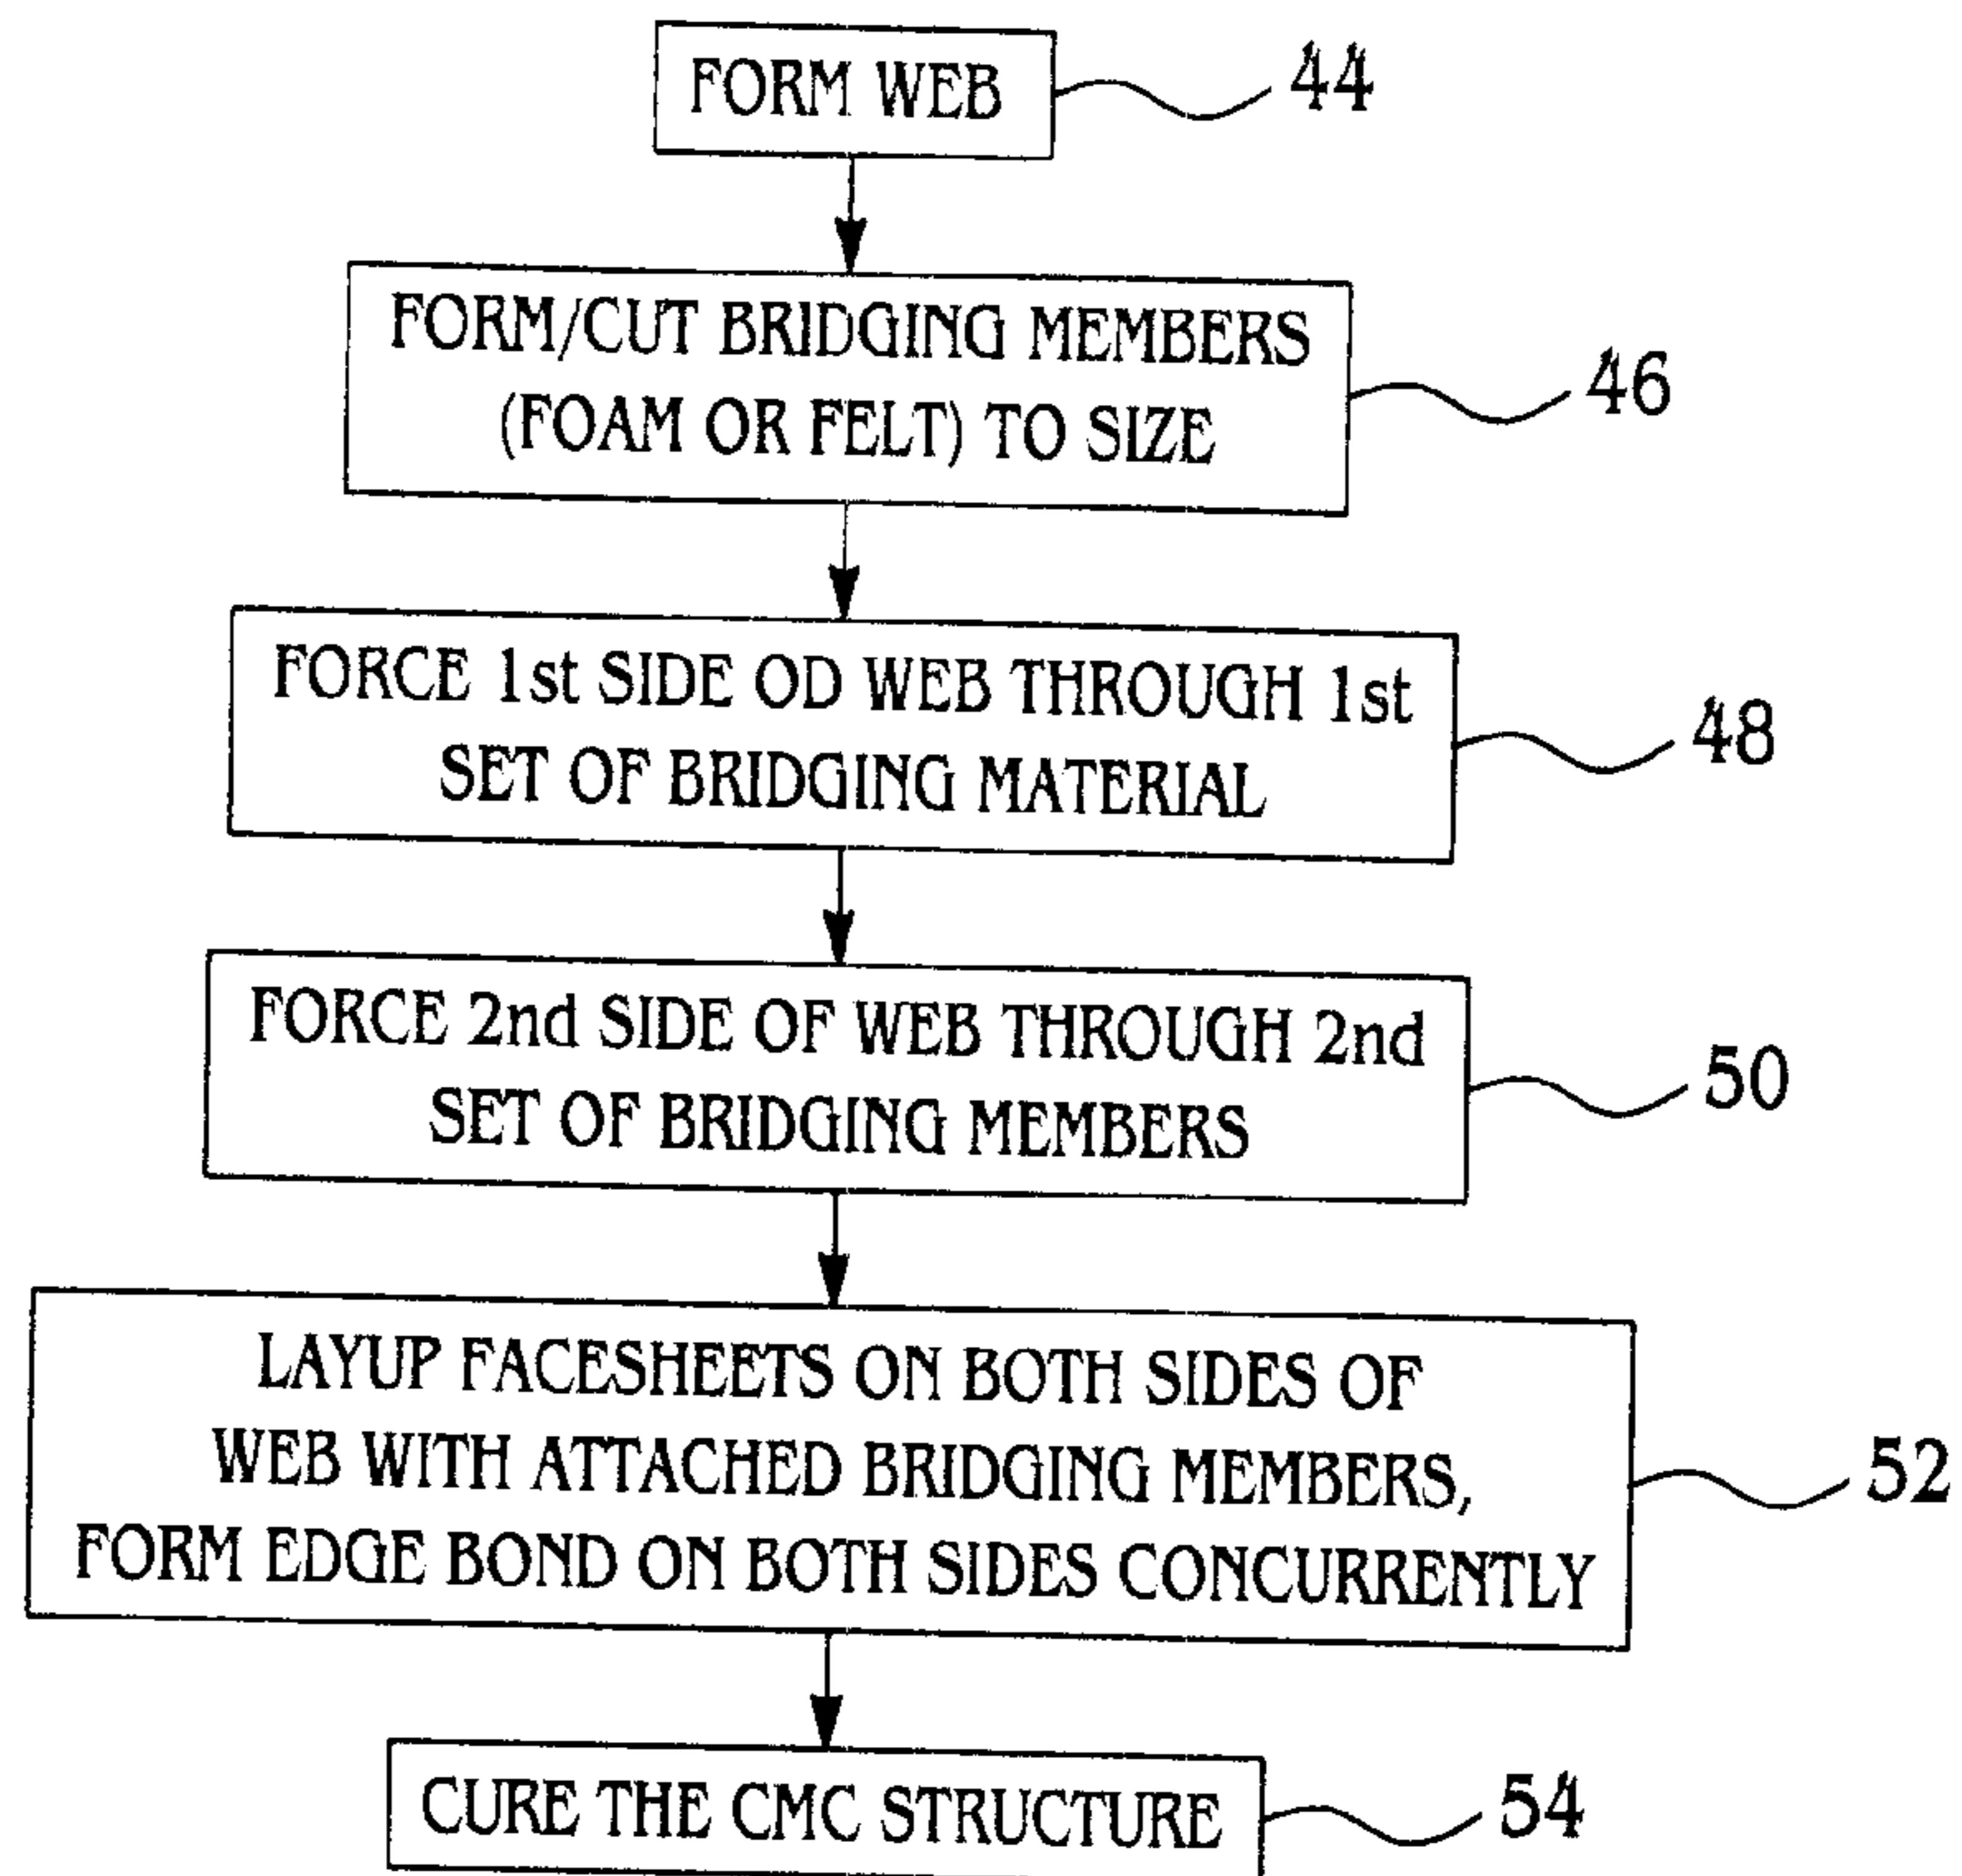 FORM WEB
44
FORM/CUT BRIDGING MEMBERS
(FOAM OR FELT) TO SIZE
46
FORCE 1st SIDE OD WEB THROUGH 1st
SET OF BRIDGING MATERIAL
48
FORCE 2nd SIDE OF WEB THROUGH 2nd
SET OF BRIDGING MEMBERS
50
LAYUP FACESHEETS ON BOTH SIDES OF
WEB WITH ATTACHED BRIDGING MEMBERS,
FORM EDGE BOND ON BOTH SIDES CONCURRENTLY
52
CURE THE CMC STRUCTURE
54